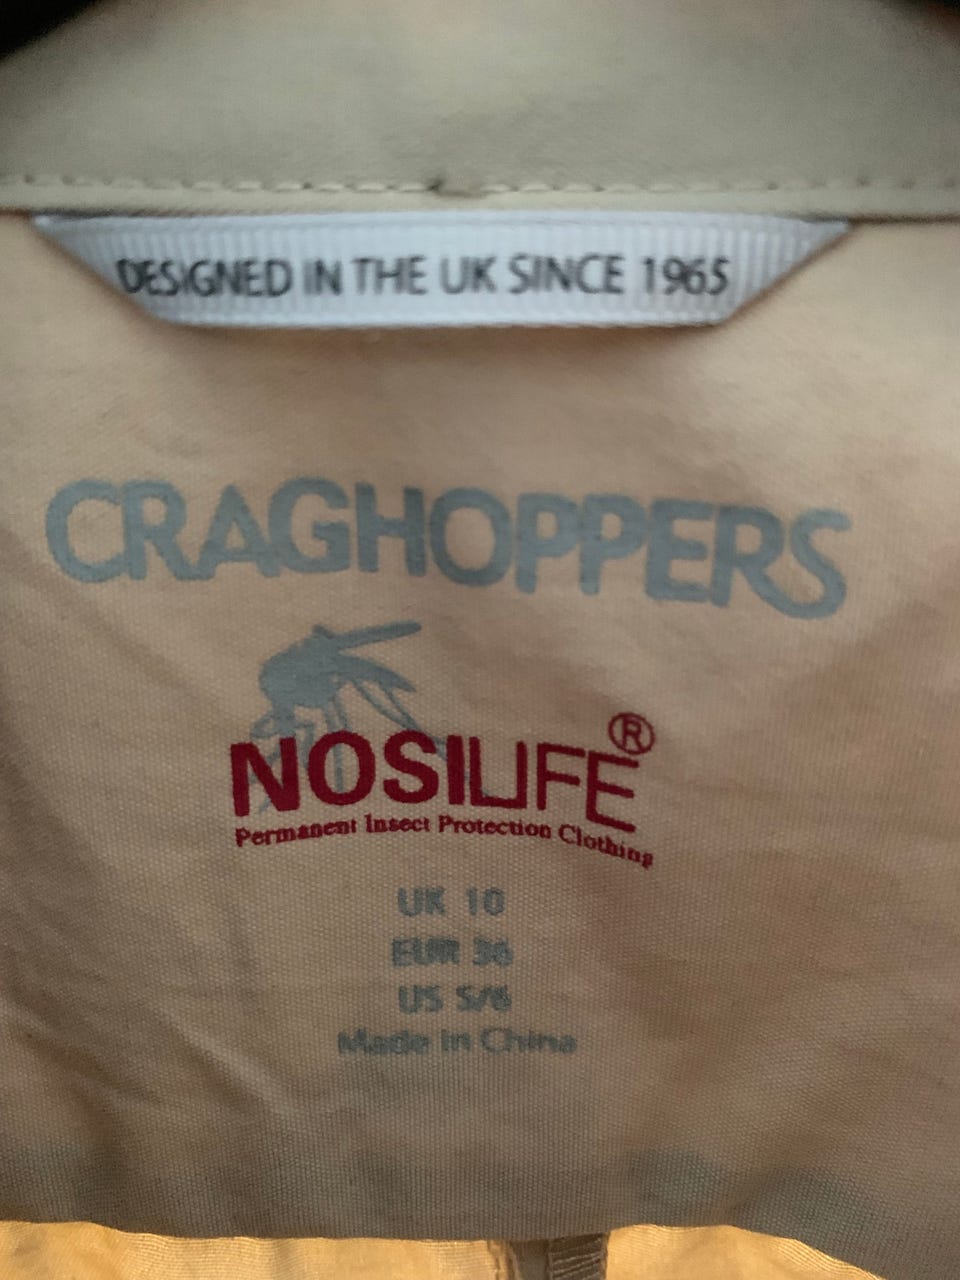 DESIGNED IN THE UK SINCE 1965
CRAGHOPPERS
NOSILIFE®
Permanent Insect Protection Clothing
UK 10
EUR 36
US S/6
Made in China